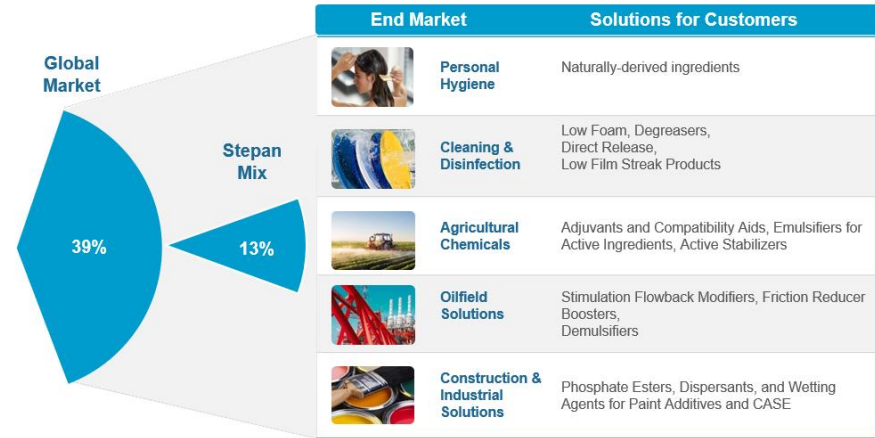 Global
Market
39%
Stepan
Mix
13%
End Market
Solutions for Customers
Personal
Hygiene
Naturally-derived ingredients
Cleaning &
Disinfection
Low Foam, Degreasers,
Direct Release,
Low Film Streak Products
Agricultural
Chemicals
Adjuvants and Compatibility Aids, Emulsifiers for
Active Ingredients, Active Stabilizers
Oilfield
Solutions
Stimulation Flowback Modifiers, Friction Reducer
Boosters,
Demulsifiers
Construction &
Industrial
Solutions
Phosphate Esters, Dispersants, and Wetting
Agents for Paint Additives and CASE